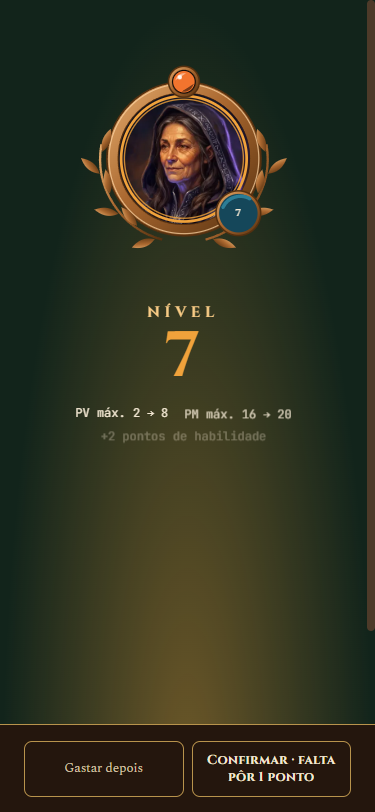 7
NÍVEL
7
PV máx. 2 → 8 PM máx. 16 → 20
+2 pontos de habilidade
Gastar depois
Confirmar · falta
pôr 1 ponto